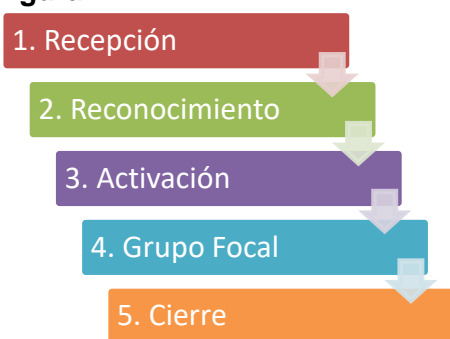 1. Recepción
2. Reconocimiento
3. Activación
4. Grupo Focal
5. Cierre